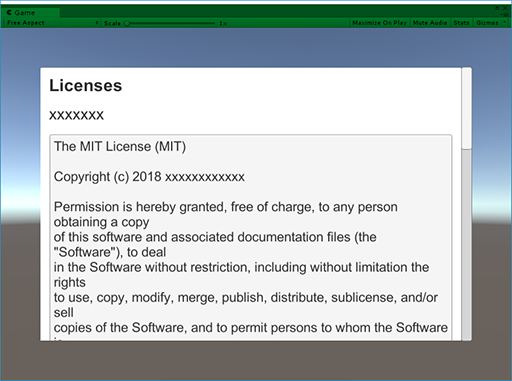 Game
Free Aspect
Scale 1x
Maximize On Play Mute Audio Stats Gizmos
Licenses
xxxxxxx
The MIT License (MIT)
Copyright (c) 2018 xxxxxxxxxxxx
Permission is hereby granted, free of charge, to any person
obtaining a copy
of this software and associated documentation files (the
"Software"), to deal
in the Software without restriction, including without limitation the
rights
to use, copy, modify, merge, publish, distribute, sublicense, and/or
sell
copies of the Software, and to permit persons to whom the Software